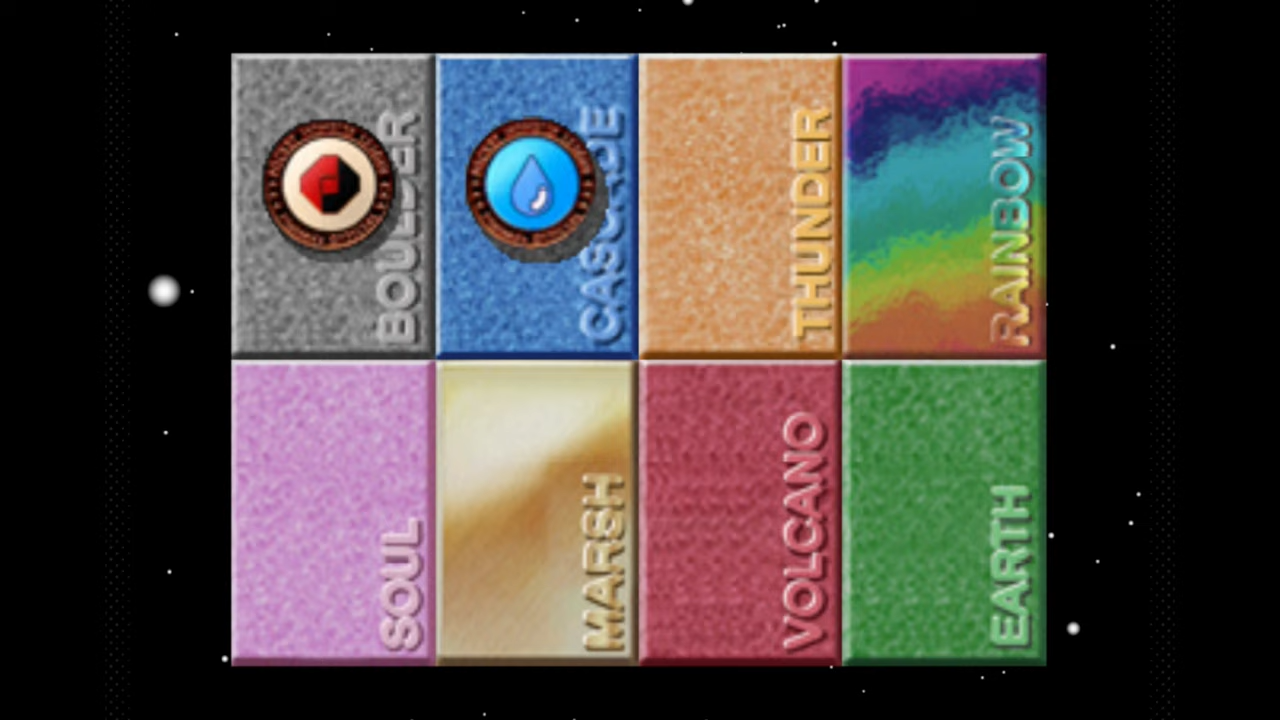 BOULDER
CASCADE
THUNDER
RAINBOW
SOUL
MARSH
VOLCANO
EARTH